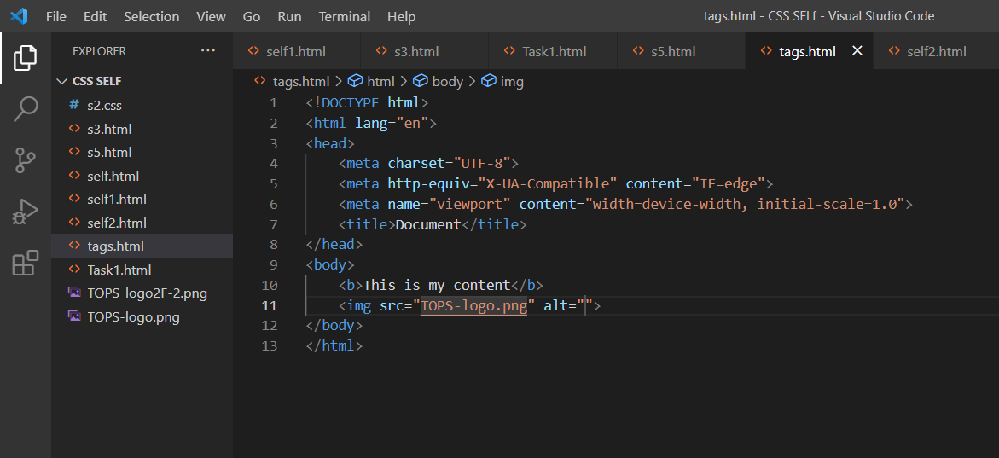 File Edit Selection View Go Run Terminal Help tags.html - CSS SELf - Visual Studio Code
EXPLORER ··· self1.html s3.html Task1.html s5.html tags.html self2.html
CSS SELF
s2.css
s3.html
s5.html
self.html
self1.html
self2.html
tags.html
Task1.html
TOPS_logo2F-2.png
TOPS-logo.png
tags.html > html > body > img
1 <!DOCTYPE html>
2 <html lang="en">
3 <head>
4 <meta charset="UTF-8">
5 <meta http-equiv="X-UA-Compatible" content="IE=edge">
6 <meta name="viewport" content="width=device-width, initial-scale=1.0">
7 <title>Document</title>
8 </head>
9 <body>
10 <b>This is my content</b>
11 <img src="TOPS-logo.png" alt="">
12 </body>
13 </html>